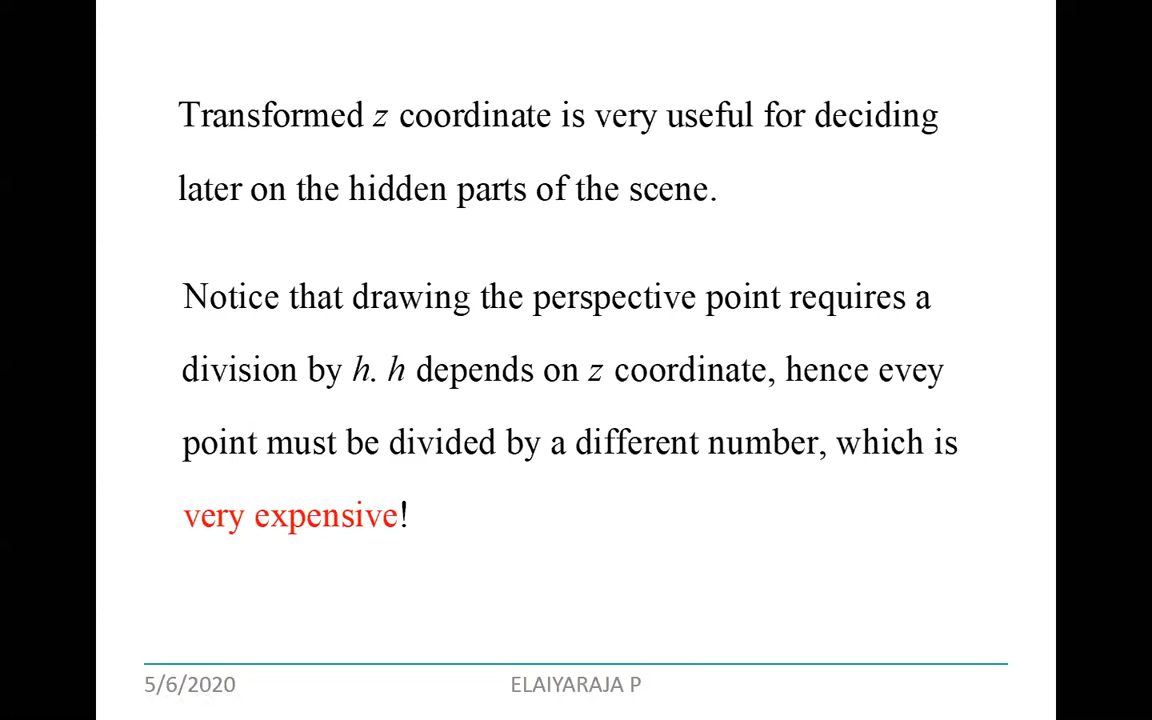 Transformed z coordinate is very useful for deciding
later on the hidden parts of the scene.
Notice that drawing the perspective point requires a
division by h. h depends on z coordinate, hence evey
point must be divided by a different number, which is
very expensive!
5/6/2020 ELAIYARAJA P